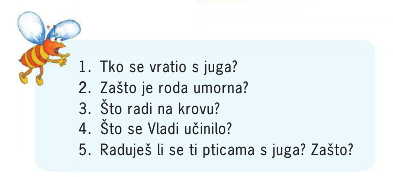 1. Tko se vratio s juga?
2. Zašto je roda umorna?
3. Što radi na krovu?
4. Što se Vladi učinilo?
5. Raduješ li se ti pticama s juga? Zašto?